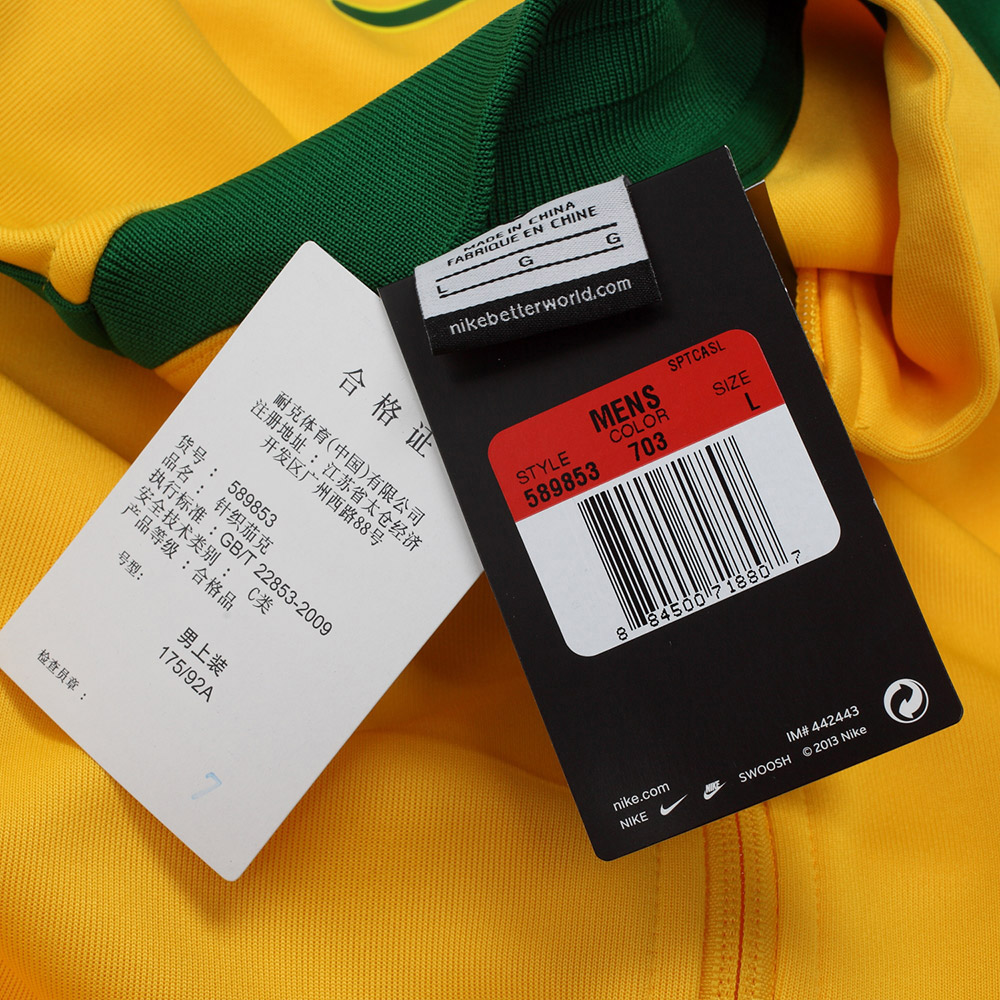 合格证
耐克体育(中国)有限公司
注册地址：江苏省太仓经济
开发区广州西路88号
货号： 589853
品名： 针织茄克
执行标准：GB/T 22853-2009
安全技术类别： C类
产品等级：合格品
号型:
男上装
175/92A
检查员章：
7
MADE IN CHINA
FABRIQUE EN CHINE
L G G
nikebetterworld.com
SPTCASL
MENS SIZE
COLOR L
STYLE 703
589853
8 84500 71880 7
IM# 442443
© 2013 Nike
nike.com
NIKE NIKE SWOOSH